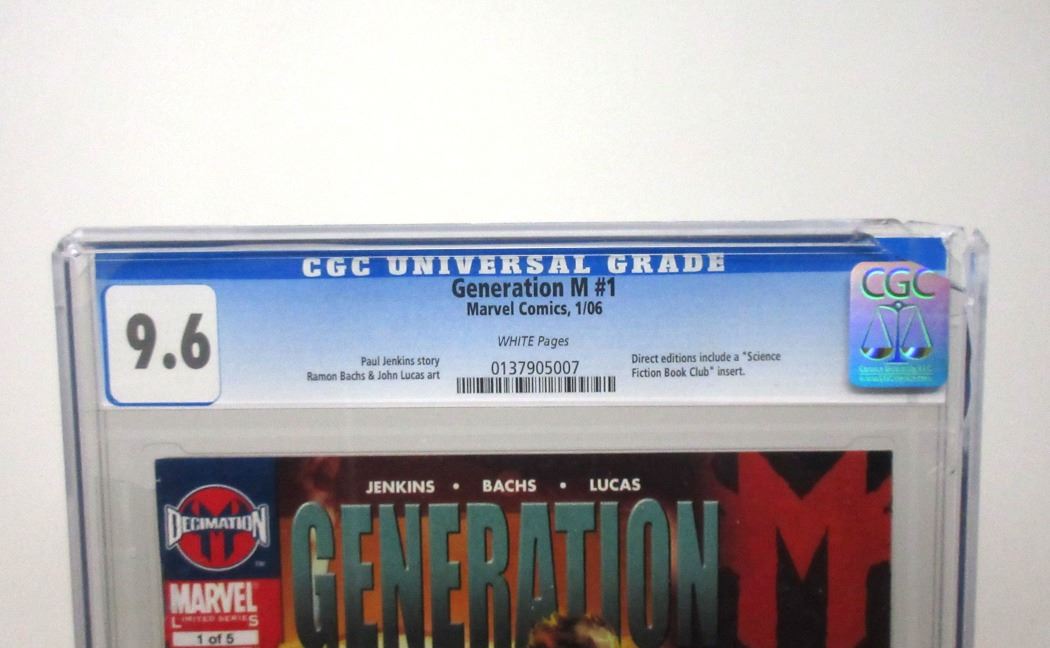 CGC UNIVERSAL GRADE
9.6
Generation M #1
Marvel Comics, 1/06
WHITE Pages
Paul Jenkins story
Ramon Bachs & John Lucas art
0137905007
Direct editions include a "Science
Fiction Book Club" insert.
CGC
JENKINS • BACHS • LUCAS
DECIMATION
TM
GENERATION M
MARVEL
LIMITED SERIES
1 of 5